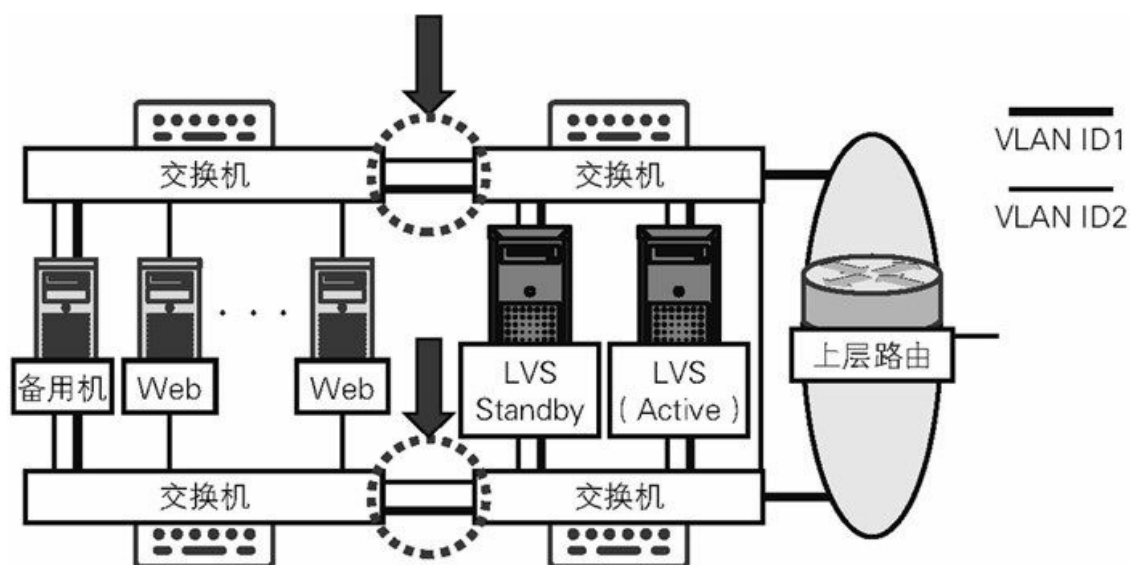 交换机
交换机
VLAN ID1
VLAN ID2
备用机
Web
. . .
Web
LVS
Standby
LVS
( Active )
上层路由
交换机
交换机